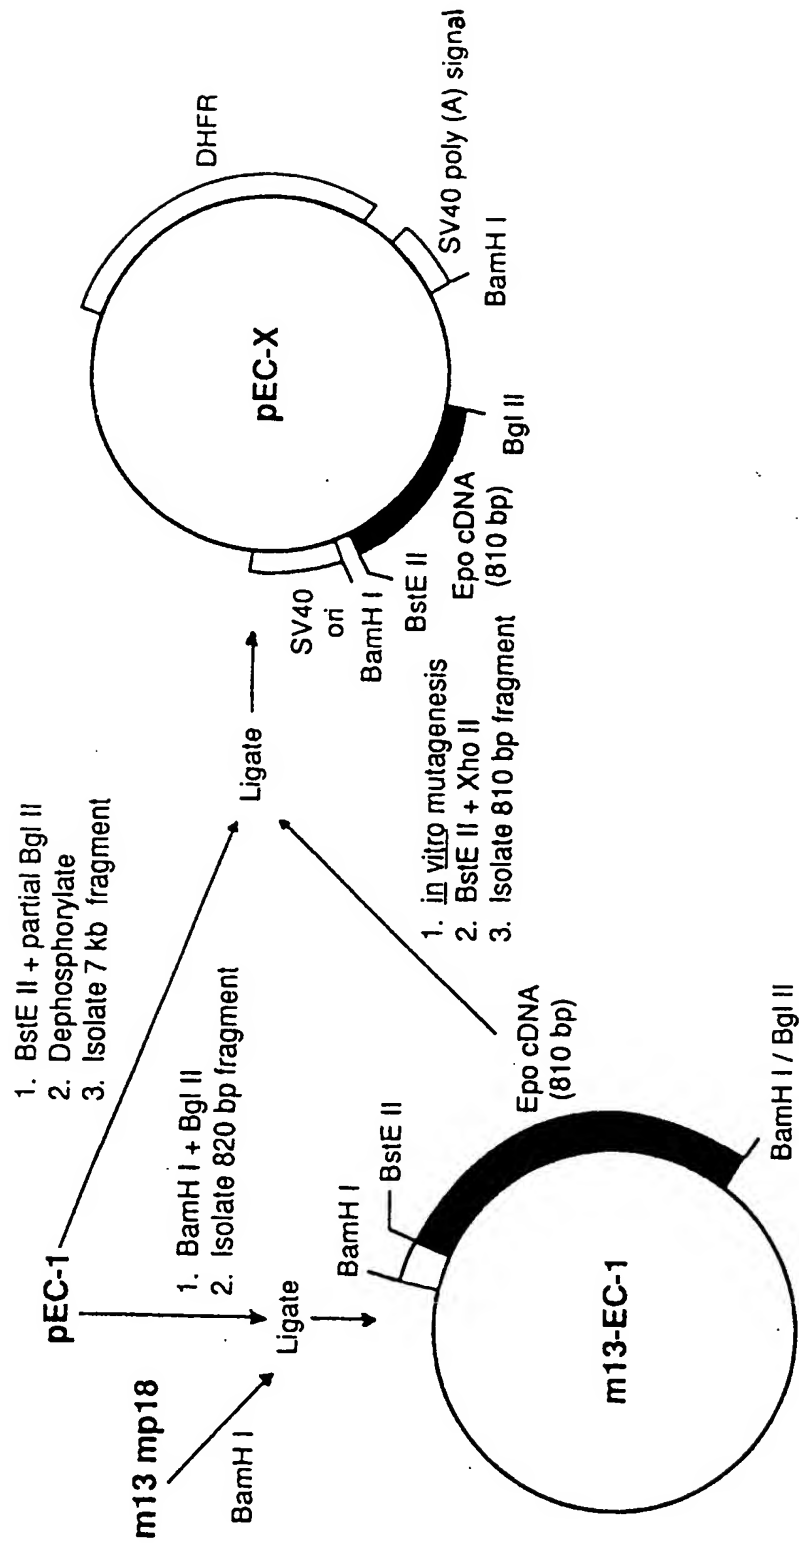 m13 mp18
BamH I
pEC-1
1. BamH I + Bgl II
2. Isolate 820 bp fragment
Ligate
1. BstE II + partial Bgl II
2. Dephosphorylate
3. Isolate 7 kb fragment
m13-EC-1
BamH I
BstE II
Epo cDNA
(810 bp)
BamH I / Bgl II
1. in vitro mutagenesis
2. BstE II + Xho II
3. Isolate 810 bp fragment
Ligate
pEC-X
SV40
ori
BamH I
BstE II
Epo cDNA
(810 bp)
Bgl II
BamH I
SV40 poly (A) signal
DHFR